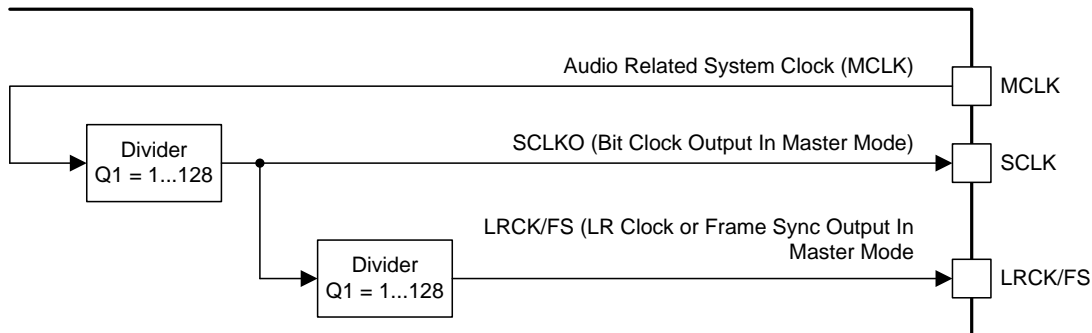 Audio Related System Clock (MCLK)
MCLK
Divider
Q1 = 1...128
SCLKO (Bit Clock Output In Master Mode)
SCLK
LRCK/FS (LR Clock or Frame Sync Output In
Master Mode
Divider
Q1 = 1...128
LRCK/FS